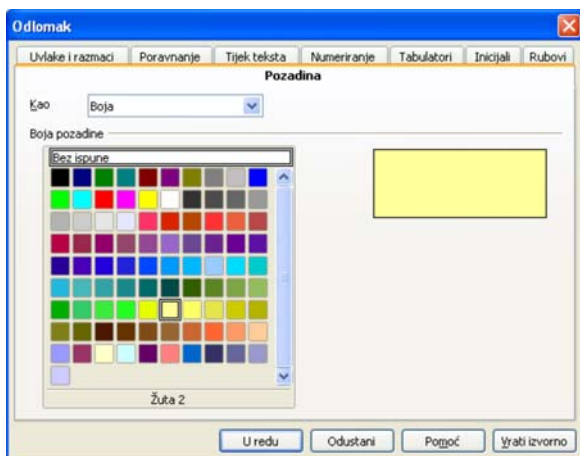 Odlomak
Uvlake i razmaci Poravnanje Tijek teksta Numeriranje Tabulatori Inicijali Rubovi
Pozadina
Kao Boja
Boja pozadine
Bez ispune
Žuta 2
U redu Odustani Pomoć Vrati izvorno